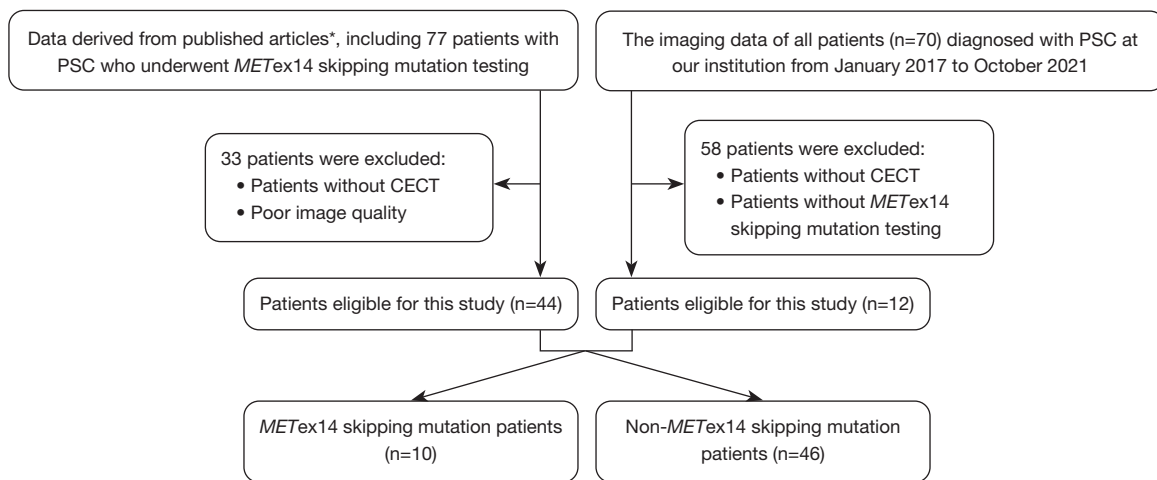 Data derived from published articles*, including 77 patients with
PSC who underwent METex14 skipping mutation testing
The imaging data of all patients (n=70) diagnosed with PSC at
our institution from January 2017 to October 2021
33 patients were excluded:
• Patients without CECT
• Poor image quality
58 patients were excluded:
• Patients without CECT
• Patients without METex14
skipping mutation testing
Patients eligible for this study (n=44)
Patients eligible for this study (n=12)
METex14 skipping mutation patients
(n=10)
Non-METex14 skipping mutation
patients (n=46)